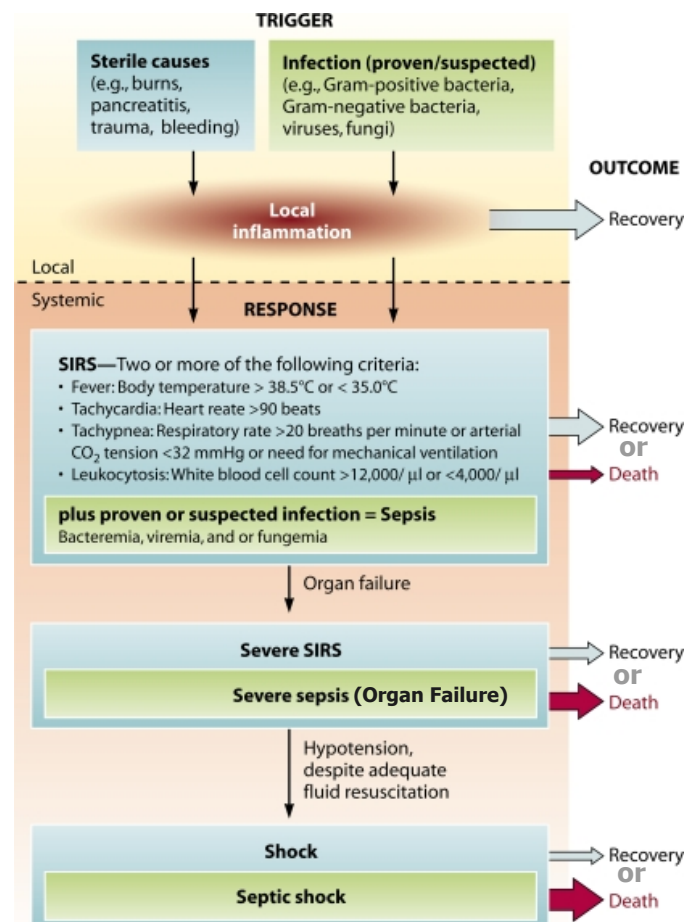 TRIGGER
Sterile causes
(e.g., burns,
pancreatitis,
trauma, bleeding)
Infection (proven/suspected)
(e.g., Gram-positive bacteria,
Gram-negative bacteria,
viruses, fungi)
OUTCOME
Local
inflammation
Recovery
Local
Systemic
RESPONSE
SIRS—Two or more of the following criteria:
• Fever: Body temperature > 38.5°C or < 35.0°C
• Tachycardia: Heart reate >90 beats
• Tachypnea: Respiratory rate >20 breaths per minute or arterial
CO₂ tension <32 mmHg or need for mechanical ventilation
• Leukocytosis: White blood cell count >12,000/ μl or <4,000/ μl
Recovery
or
Death
plus proven or suspected infection = Sepsis
Bacteremia, viremia, and or fungemia
Organ failure
Severe SIRS
Severe sepsis (Organ Failure)
Recovery
or
Death
Hypotension,
despite adequate
fluid resuscitation
Shock
Septic shock
Recovery
or
Death